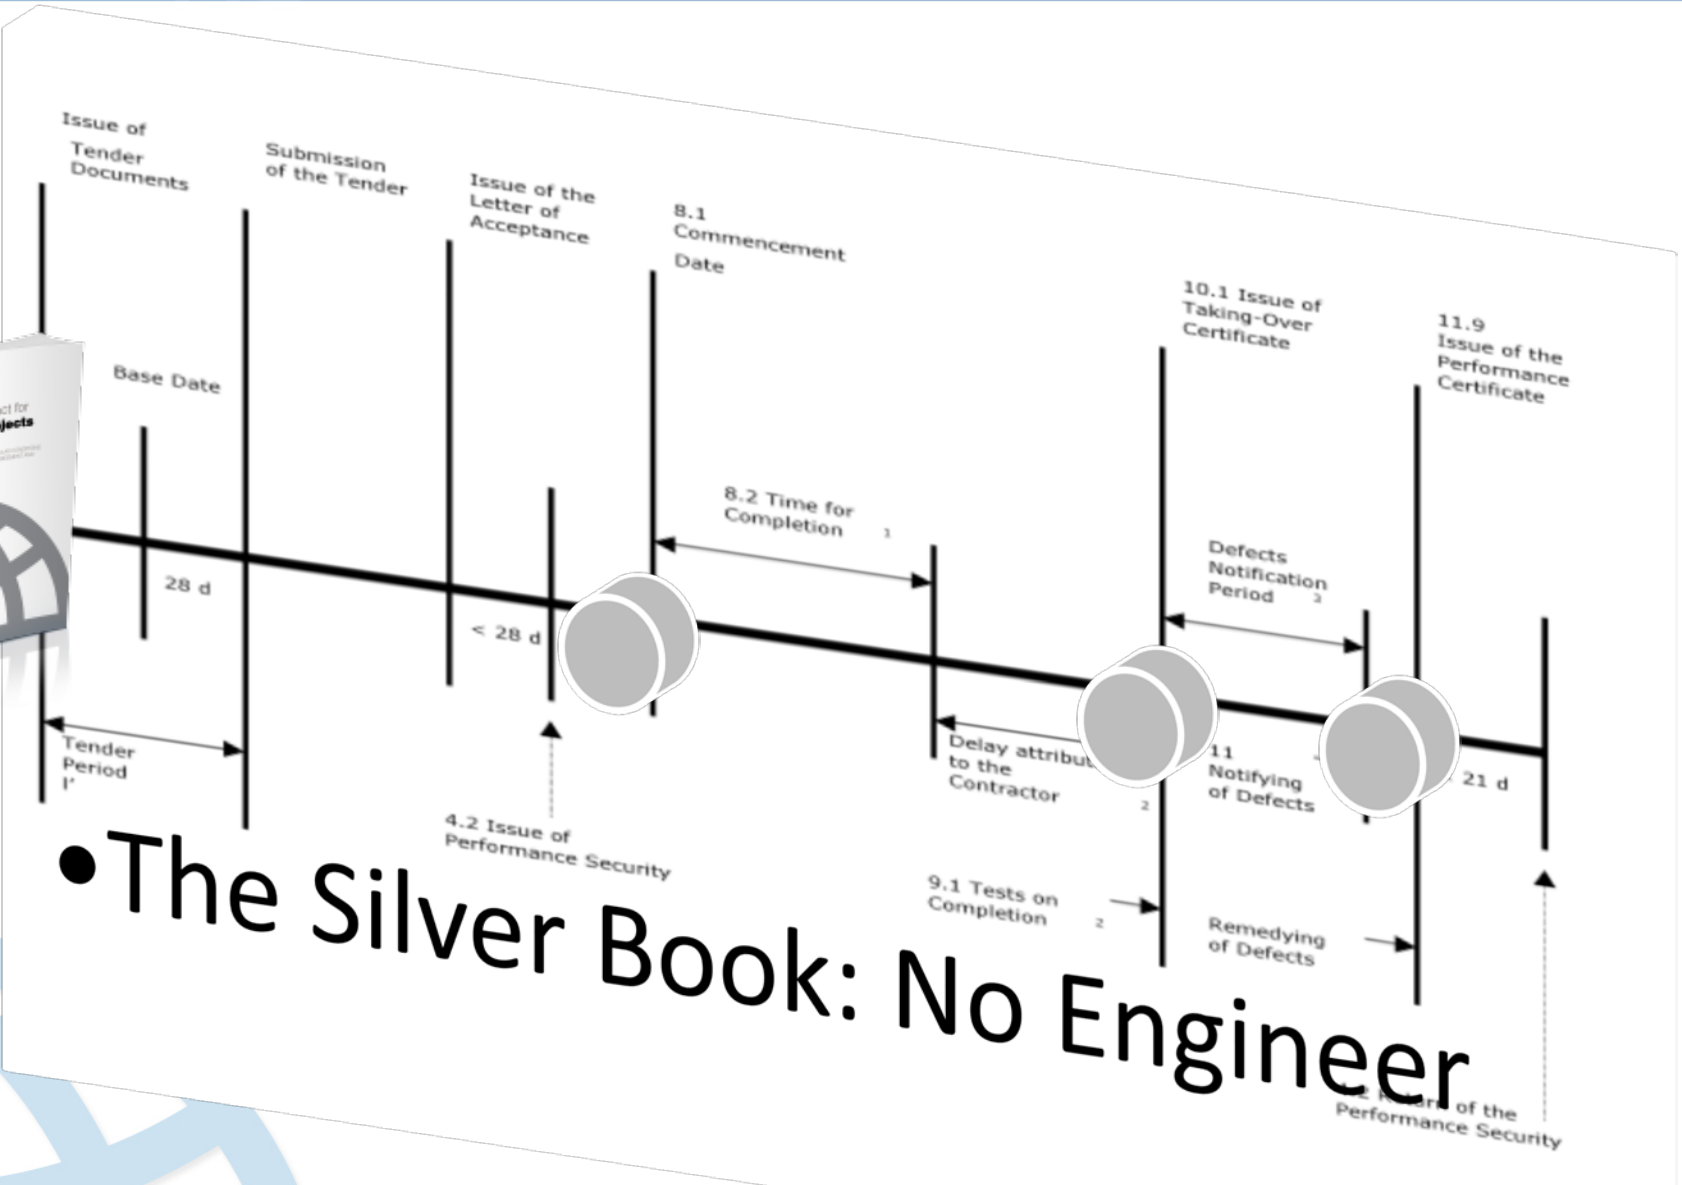 Issue of
Tender
Documents
Submission
of the Tender
Issue of the
Letter of
Acceptance
8.1
Commencement
Date
10.1 Issue of
Taking-Over
Certificate
11.9
Issue of the
Performance
Certificate
ct for
jects
Base Date
8.2 Time for
Completion 1
Defects
Notification
Period 3
28 d
< 28 d
Tender
Period
I'
Delay attribut
to the
Contractor
2
11
Notifying
of Defects
21 d
4.2 Issue of
Performance Security
9.1 Tests on
Completion 2
Remedying
of Defects
•The Silver Book: No Engineer
of the
Performance Security